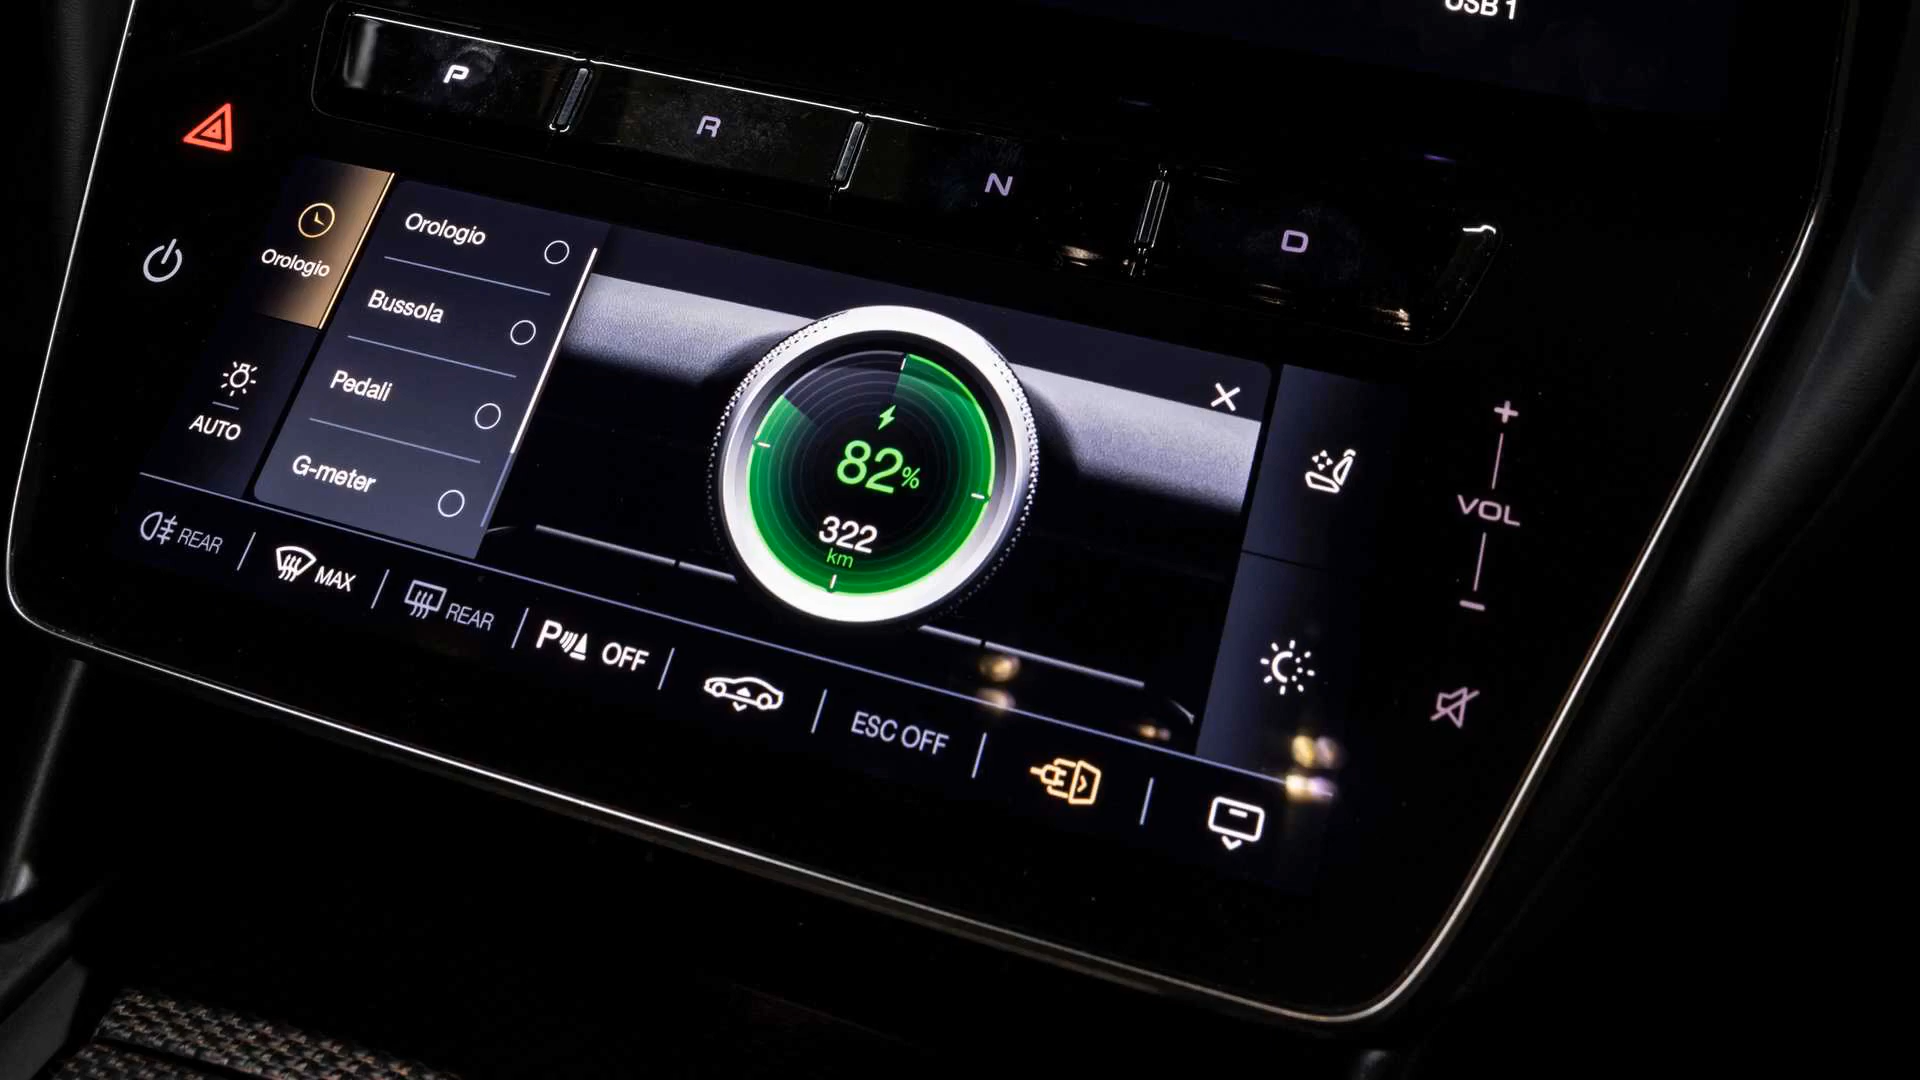 USB 1
P
R
N
D
Orologio
Orologio
Bussola
Pedali
G-meter
AUTO
82%
322
km
VOL
REAR
MAX
REAR
P OFF
ESC OFF